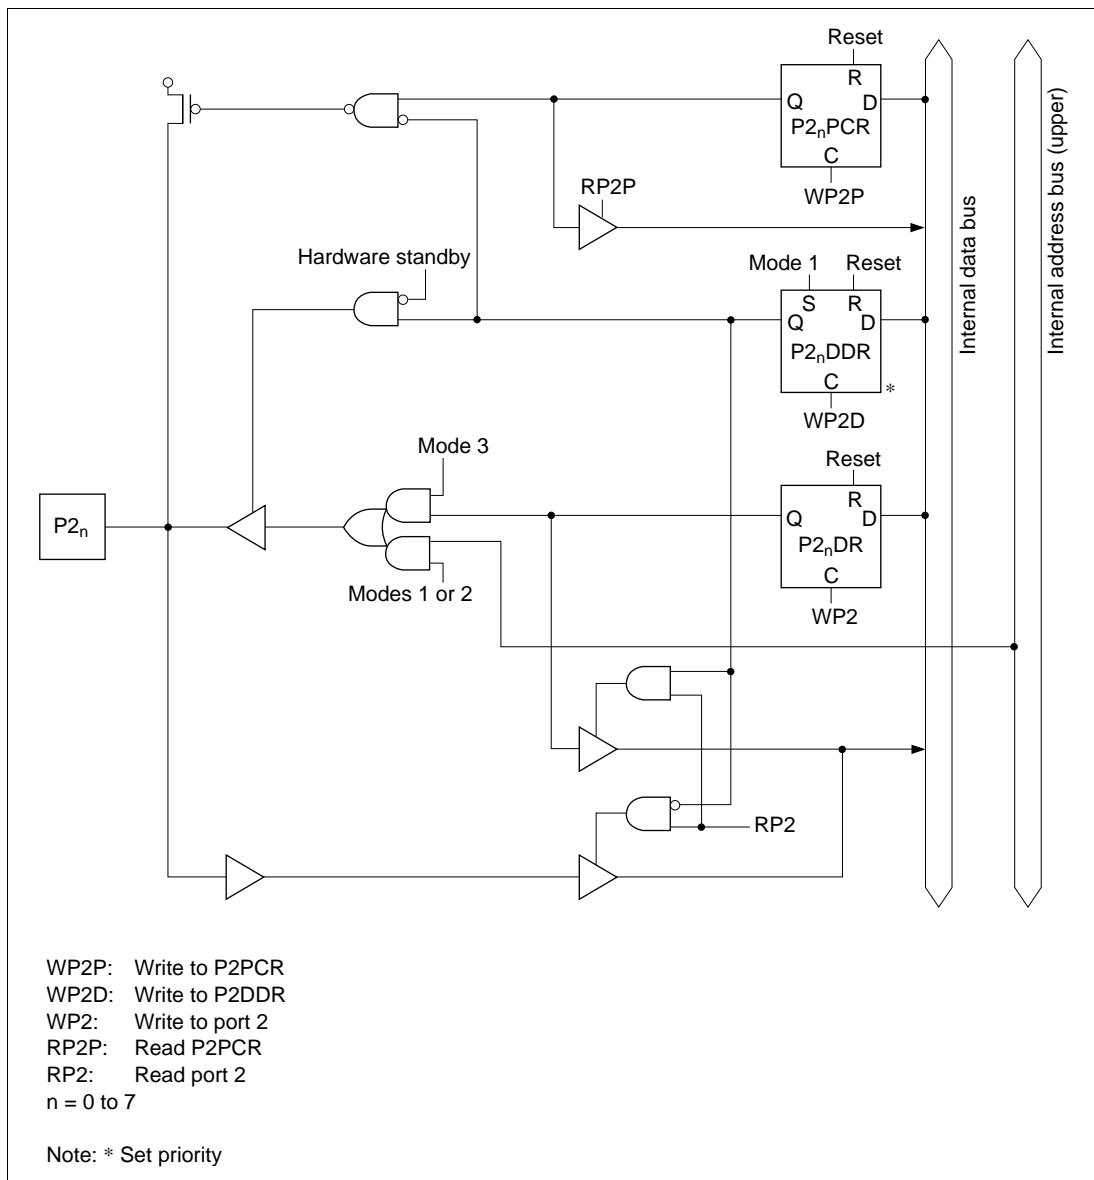 Reset
R
Q
D
P2nPCR
C
WP2P
RP2P
Hardware standby
Mode 1
Reset
S
R
Q
D
P2nDDR
C
*
WP2D
Mode 3
Reset
R
Q
D
P2nDR
C
WP2
P2n
Modes 1 or 2
RP2
Internal data bus
Internal address bus (upper)
WP2P: Write to P2PCR
WP2D: Write to P2DDR
WP2: Write to port 2
RP2P: Read P2PCR
RP2: Read port 2
n = 0 to 7
Note: * Set priority